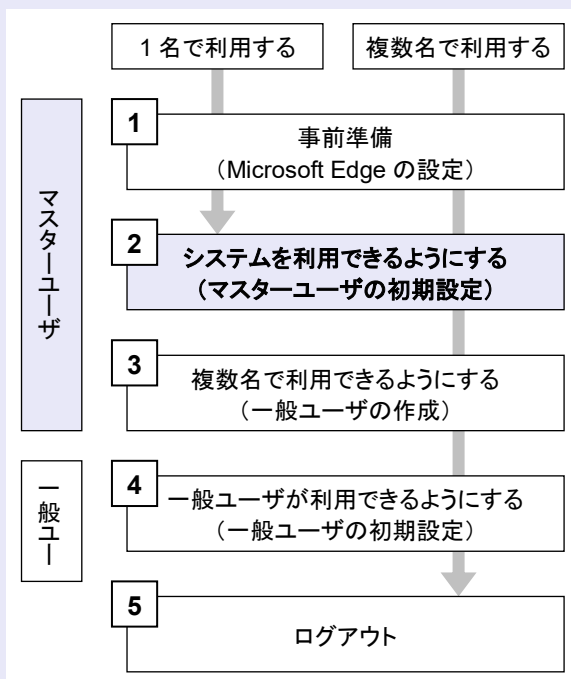 1 名で利用する
複数名で利用する
マスターユーザ
1
事前準備
（Microsoft Edge の設定）
2
システムを利用できるようにする
（マスターユーザの初期設定）
3
複数名で利用できるようにする
（一般ユーザの作成）
一般ユー
4
一般ユーザが利用できるようにする
（一般ユーザの初期設定）
5
ログアウト